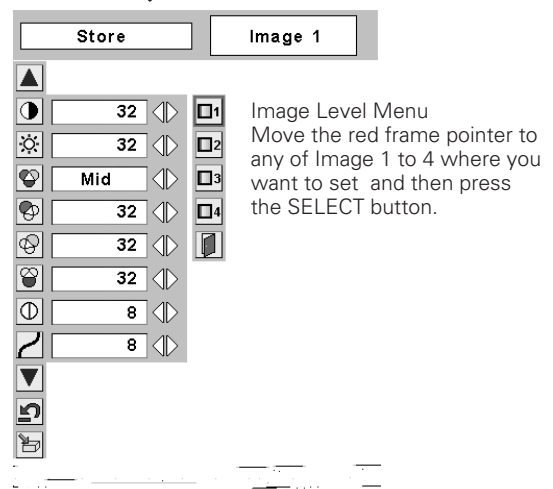 Store Image 1
32 1 Image Level Menu
32 2 Move the red frame pointer to
Mid 3 any of Image 1 to 4 where you
32 4 want to set and then press
the SELECT button.
32
32
8
8